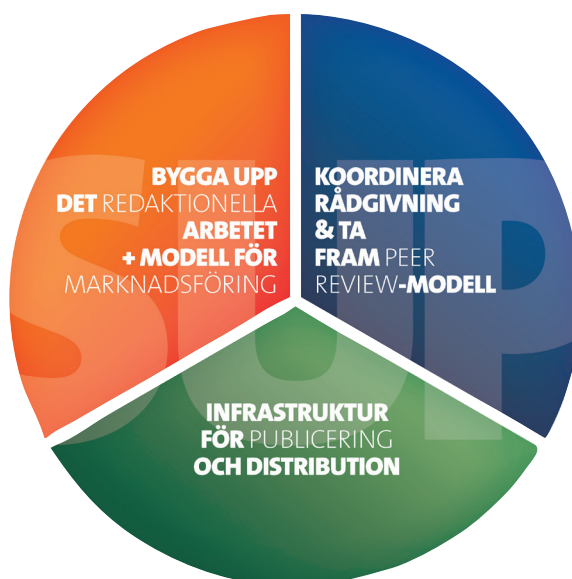 BYGGA UPP
DET REDAKTIONELLA
ARBETET
+ MODELL FÖR
MARKNADSFÖRING
KOORDINERA
RÅDGIVNING
& TA
FRAM PEER
REVIEW-MODELL
INFRASTRUKTUR
FÖR PUBLICERING
OCH DISTRIBUTION
SUP